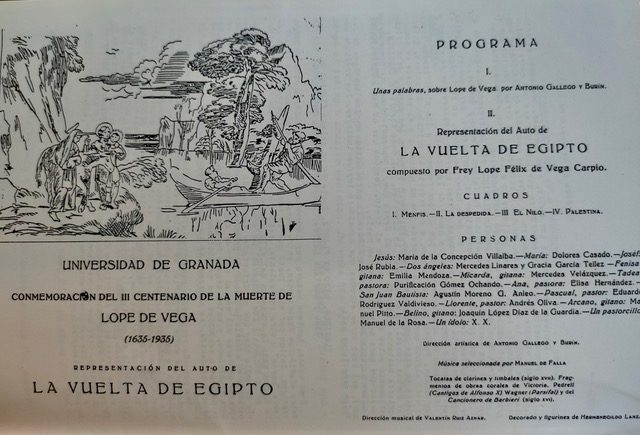 UNIVERSIDAD DE GRANADA
CONMEMORACIÓN DEL III CENTENARIO DE LA MUERTE DE
LOPE DE VEGA
(1635-1935)
REPRESENTACIÓN DEL AUTO DE
LA VUELTA DE EGIPTO
PROGRAMA
I.
Unas palabras, sobre Lope de Vega, por ANTONIO GALLEGO Y BURÍN.
II.
Representación del Auto de
LA VUELTA DE EGIPTO
compuesto por Frey Lope Félix de Vega Carpio.
CUADROS
I. MENFIS.—II. LA DESPEDIDA.—III EL NILO.—IV. PALESTINA.
PERSONAS
Jesús: María de la Concepción Villalba.—María: Dolores Casado.—José:
José Rubia.—Dos ángeles: Mercedes Linares y Gracia García Tellez—Fenisa
gitana: Emilia Mendoza.—Micarda, gitana: Mercedes Velázquez.—Tadea
pastora: Purificación Gómez Ochando.—Ana, pastora: Elisa Hernández.—
San Juan Bautista: Agustín Moreno G. Anleo.—Pascual, pastor: Eduardo
Rodríguez Valdivieso.—Llorente, pastor: Andrés Oliva.—Arcano, gitano: Ma-
nuel Pitto.—Belino, gitano: Joaquín López Díaz de la Guardia.—Un pastorcillo
Manuel de la Rosa.—Un ídolo: X. X.
Dirección artística de ANTONIO GALLEGO Y BURÍN.
Música seleccionada por MANUEL DE FALLA
Tocatas de clarines y timbales (siglo XVII). Frag-
mentos de obras corales de Victoria, Pedrell
(Cantigas de Alfonso X) Wagner (Parsifal) y del
Cancionero de Barbieri (siglo XVI).
Dirección musical de VALENTÍN RUIZ AZNAR.
Decorado y figurines de HERMENEGILDO LANZ